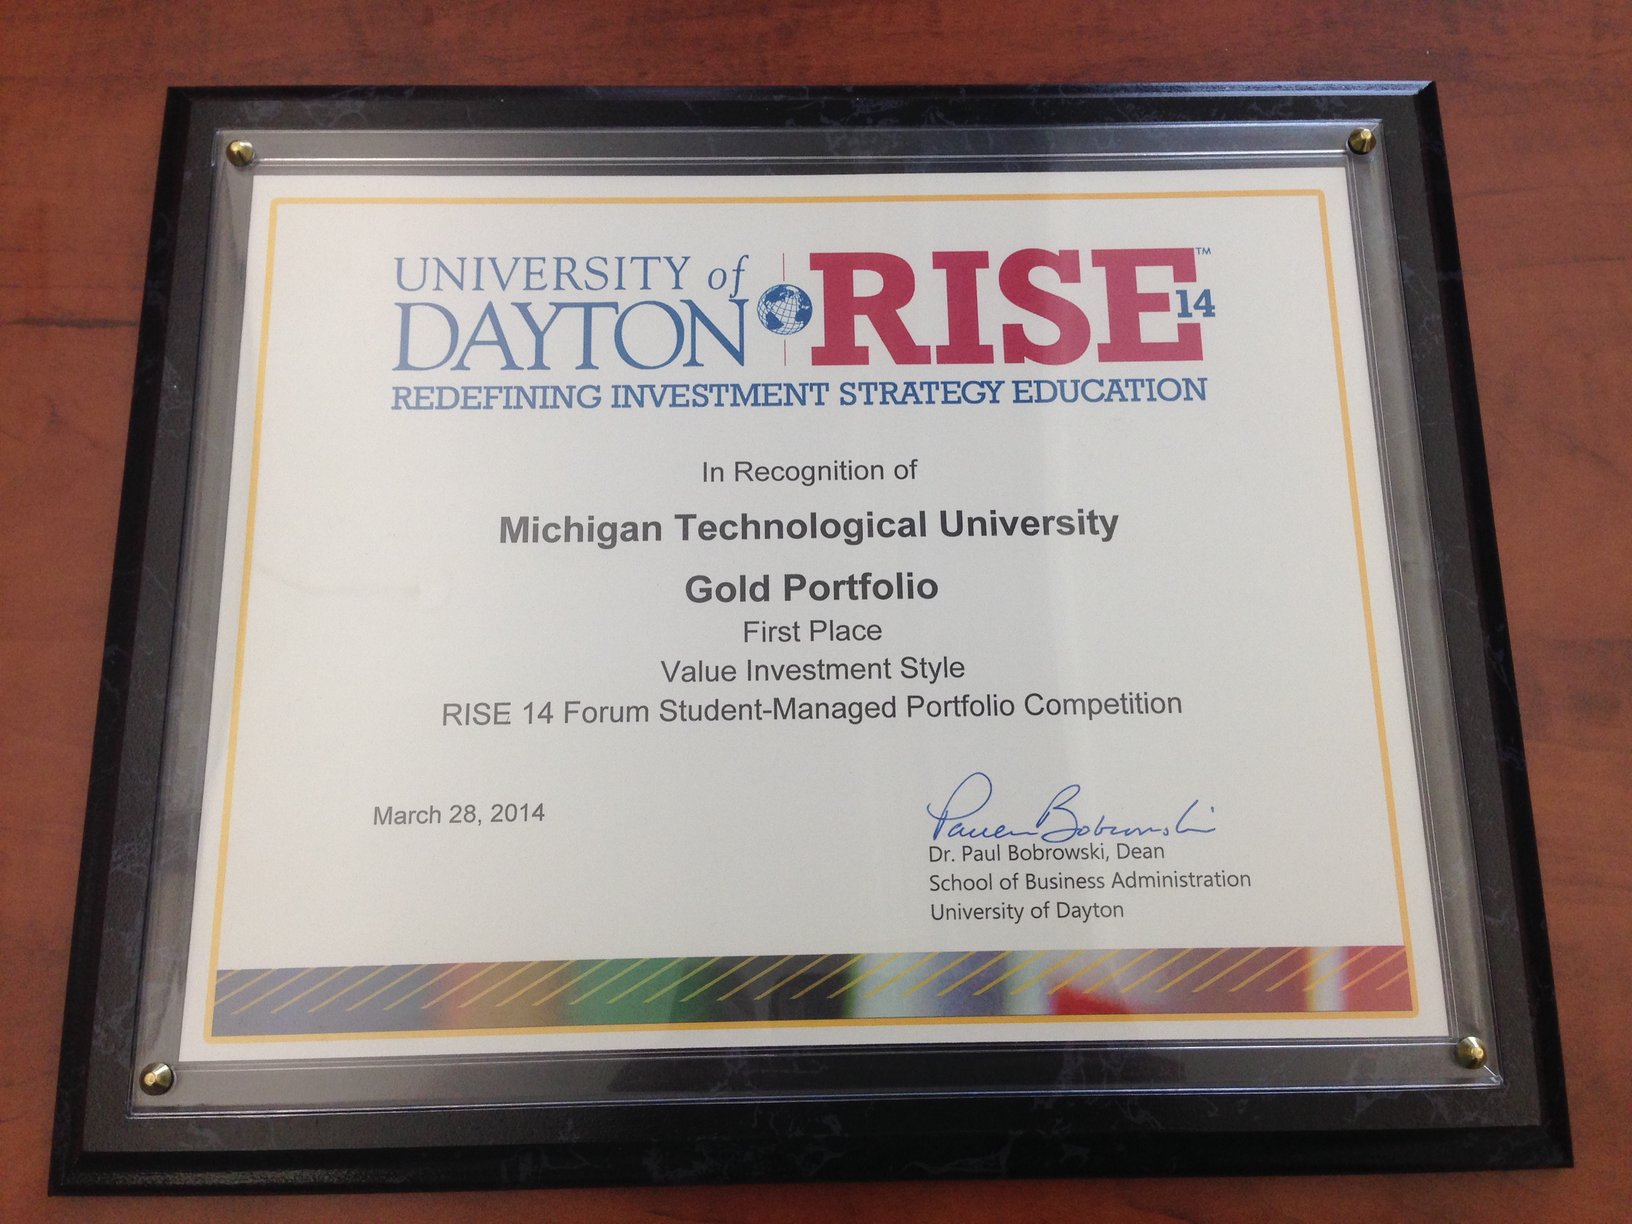 UNIVERSITY of
DAYTON
RISE™
14
REDEFINING INVESTMENT STRATEGY EDUCATION
In Recognition of
Michigan Technological University
Gold Portfolio
First Place
Value Investment Style
RISE 14 Forum Student-Managed Portfolio Competition
March 28, 2014
Paul Bobrowski
Dr. Paul Bobrowski, Dean
School of Business Administration
University of Dayton